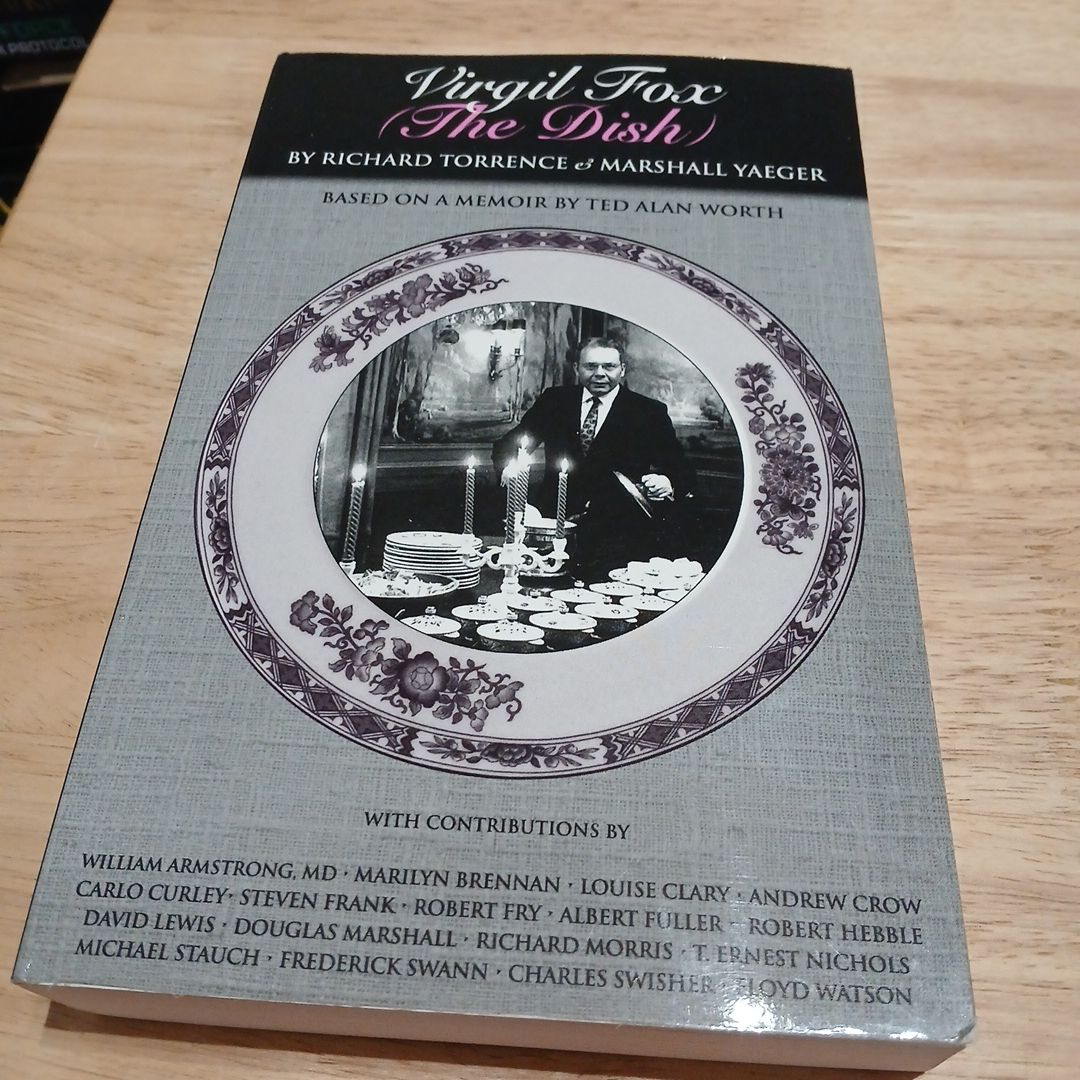 PROTOCOL
Virgil Fox
(The Dish)
BY RICHARD TORRENCE & MARSHALL YAEGER
BASED ON A MEMOIR BY TED ALAN WORTH
WITH CONTRIBUTIONS BY
WILLIAM ARMSTRONG, MD · MARILYN BRENNAN · LOUISE CLARY · ANDREW CROW
CARLO CURLEY · STEVEN FRANK · ROBERT FRY · ALBERT FULLER · ROBERT HEBBLE
DAVID LEWIS · DOUGLAS MARSHALL · RICHARD MORRIS · T. ERNEST NICHOLS
MICHAEL STAUCH · FREDERICK SWANN · CHARLES SWISHER · FLOYD WATSON